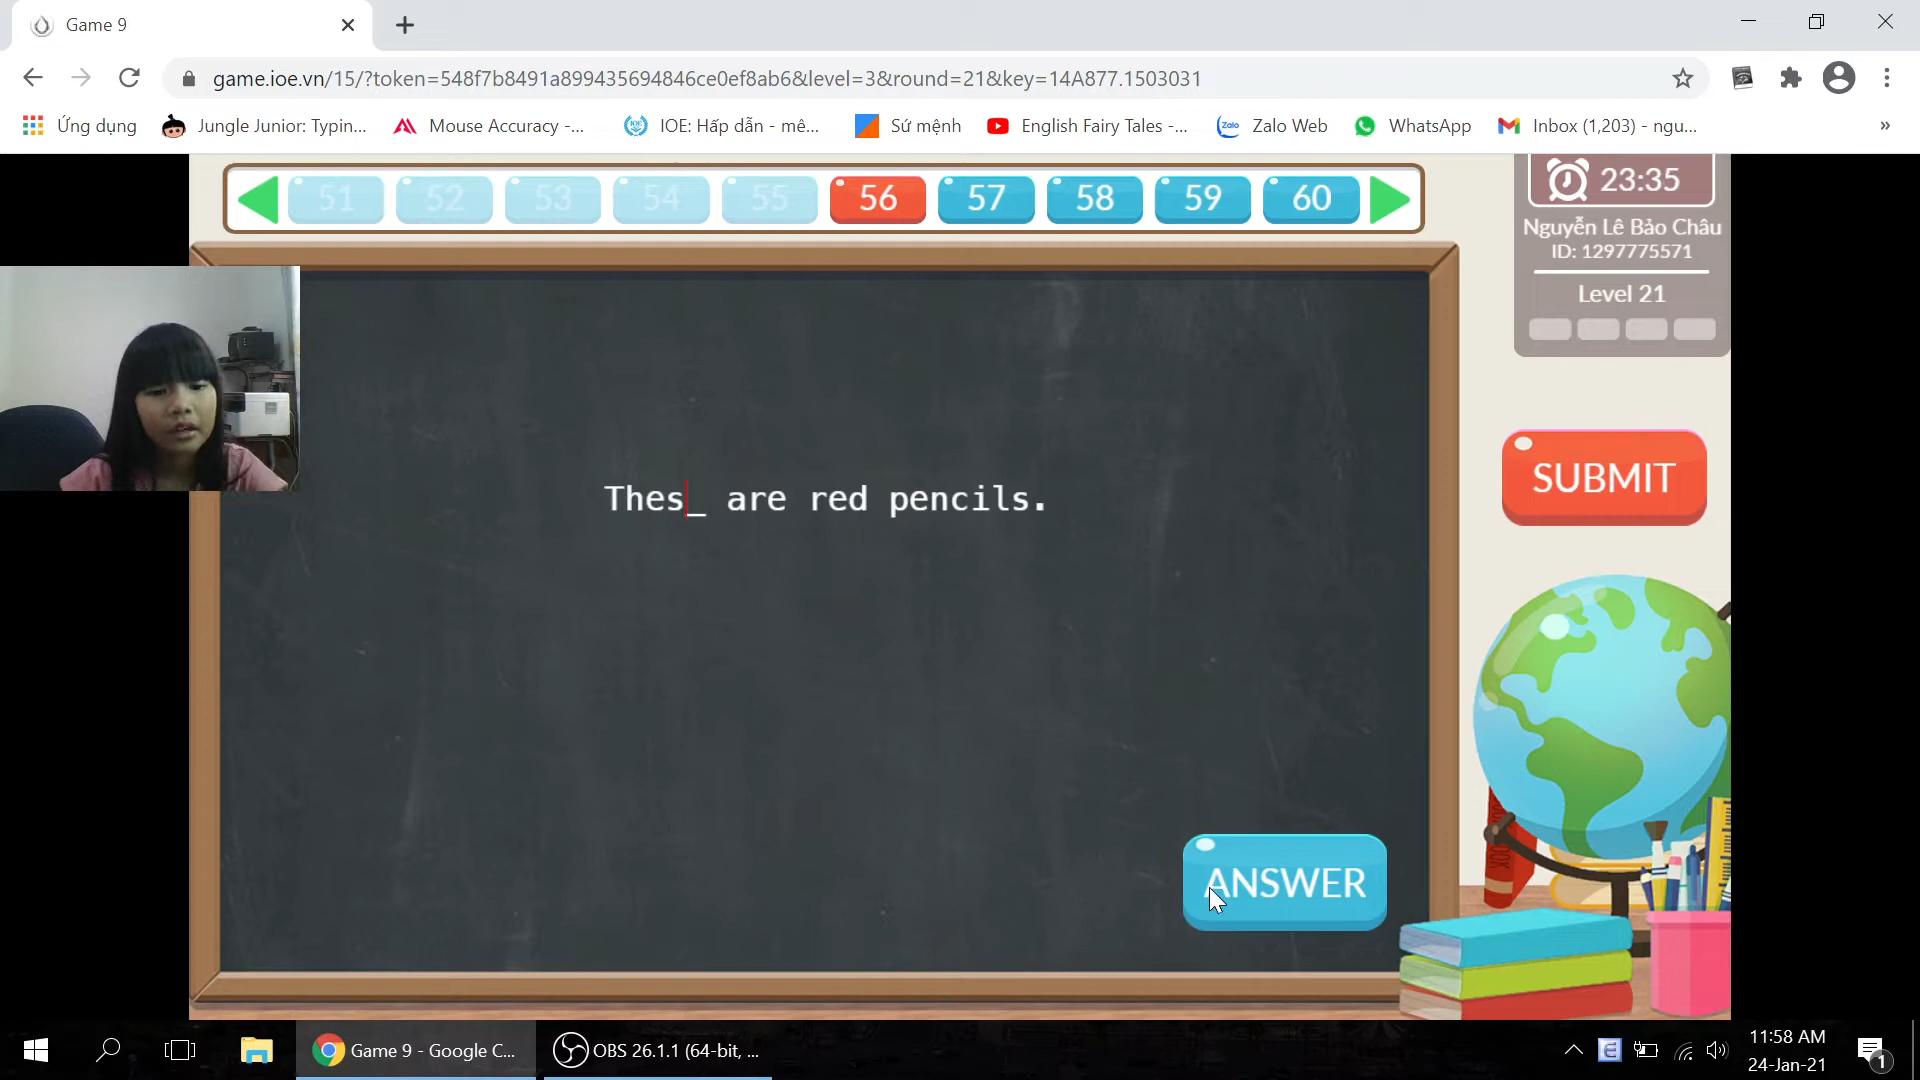 Game 9
game.ioe.vn/15/?token=548f7b8491a899435694846ce0ef8ab6&level=3&round=21&key=14A877.1503031
Ứng dụng
Jungle Junior: Typin...
Mouse Accuracy -...
IOE: Hấp dẫn - mê...
Sứ mệnh
English Fairy Tales -...
Zalo
Zalo Web
WhatsApp
Inbox (1,203) - ngu...
»
51 52 53 54 55 56 57 58 59 60
23:35
Nguyễn Lê Bảo Châu
ID: 1297775571
Level 21
SUBMIT
Thes_ are red pencils.
ANSWER
Game 9 - Google C...
OBS 26.1.1 (64-bit, ...
11:58 AM
24-Jan-21
1